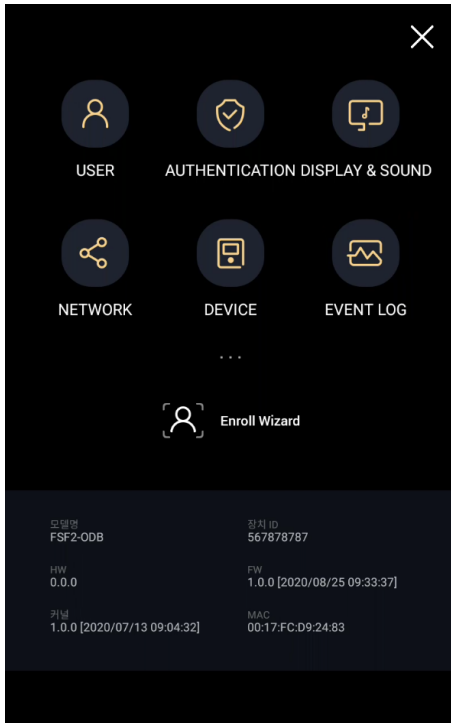 USER
AUTHENTICATION
DISPLAY & SOUND
NETWORK
DEVICE
EVENT LOG
...
Enroll Wizard
모델명
FSF2-ODB
장치 ID
567878787
HW
0.0.0
FW
1.0.0 [2020/08/25 09:33:37]
커널
1.0.0 [2020/07/13 09:04:32]
MAC
00:17:FC:D9:24:83